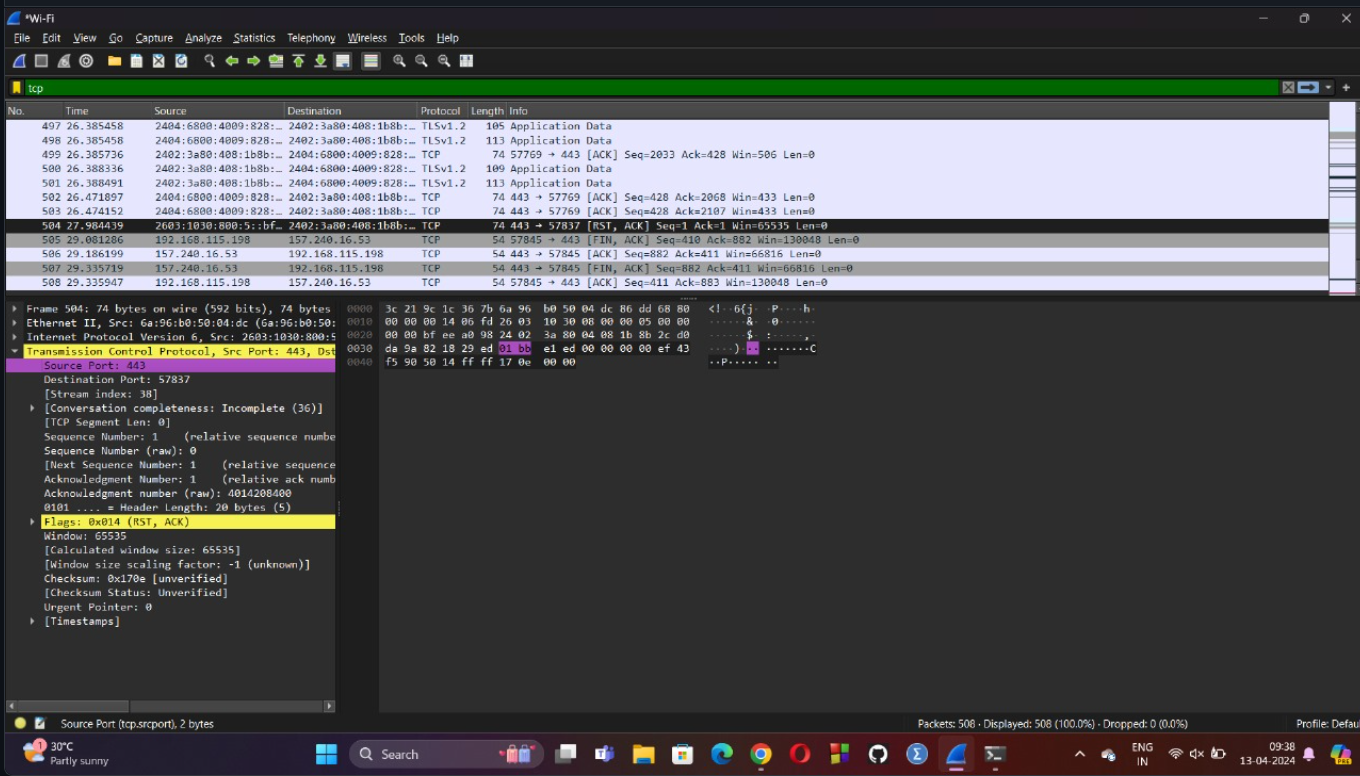 *Wi-Fi
File Edit View Go Capture Analyze Statistics Telephony Wireless Tools Help
tcp
No. Time Source Destination Protocol Length Info
497 26.385458 2404:6800:4009:828:… 2402:3a80:408:1b8b:… TLSv1.2 105 Application Data
498 26.385458 2404:6800:4009:828:… 2402:3a80:408:1b8b:… TLSv1.2 113 Application Data
499 26.385736 2402:3a80:408:1b8b:… 2404:6800:4009:828:… TCP 74 57769 → 443 [ACK] Seq=2033 Ack=428 Win=506 Len=0
500 26.388336 2402:3a80:408:1b8b:… 2404:6800:4009:828:… TLSv1.2 109 Application Data
501 26.388491 2402:3a80:408:1b8b:… 2404:6800:4009:828:… TLSv1.2 113 Application Data
502 26.471897 2404:6800:4009:828:… 2402:3a80:408:1b8b:… TCP 74 443 → 57769 [ACK] Seq=428 Ack=2068 Win=433 Len=0
503 26.474152 2404:6800:4009:828:… 2402:3a80:408:1b8b:… TCP 74 443 → 57769 [ACK] Seq=428 Ack=2107 Win=433 Len=0
504 27.984439 2603:1030:800:5::bf… 2402:3a80:408:1b8b:… TCP 74 443 → 57837 [RST, ACK] Seq=1 Ack=1 Win=65535 Len=0
505 29.081286 192.168.115.198 157.240.16.53 TCP 54 57845 → 443 [FIN, ACK] Seq=410 Ack=882 Win=130048 Len=0
506 29.186199 157.240.16.53 192.168.115.198 TCP 54 443 → 57845 [ACK] Seq=882 Ack=411 Win=66816 Len=0
507 29.335719 157.240.16.53 192.168.115.198 TCP 54 443 → 57845 [FIN, ACK] Seq=882 Ack=411 Win=66816 Len=0
508 29.335947 192.168.115.198 157.240.16.53 TCP 54 57845 → 443 [ACK] Seq=411 Ack=883 Win=130048 Len=0
Frame 504: 74 bytes on wire (592 bits), 74 bytes
Ethernet II, Src: 6a:96:b0:50:04:dc (6a:96:b0:50:
Internet Protocol Version 6, Src: 2603:1030:800:5
Transmission Control Protocol, Src Port: 443, Dst
Source Port: 443
Destination Port: 57837
[Stream index: 38]
[Conversation completeness: Incomplete (36)]
[TCP Segment Len: 0]
Sequence Number: 1 (relative sequence numbe
Sequence Number (raw): 0
[Next Sequence Number: 1 (relative sequence
Acknowledgment Number: 1 (relative ack numb
Acknowledgment number (raw): 4014208400
0101 .... = Header Length: 20 bytes (5)
Flags: 0x014 (RST, ACK)
Window: 65535
[Calculated window size: 65535]
[Window size scaling factor: -1 (unknown)]
Checksum: 0x170e [unverified]
[Checksum Status: Unverified]
Urgent Pointer: 0
[Timestamps]
0000 3c 21 9c 1c 36 7b 6a 96 b0 50 04 dc 86 dd 68 80 <!··6{j· ·P····h·
0010 00 00 00 14 06 fd 26 03 10 30 08 00 00 05 00 00 ······&· ·0······
0020 00 00 bf ee a0 98 24 02 3a 80 04 08 1b 8b 2c d0 ······$· :·····,·
0030 da 9a 82 18 29 ed 01 bb e1 ed 00 00 00 00 ef 43 ····)··· ·······C
0040 f5 90 50 14 ff ff 17 0e 00 00 ··P····· ··
Source Port (tcp.srcport), 2 bytes
Packets: 508 · Displayed: 508 (100.0%) · Dropped: 0 (0.0%)
Profile: Defau
1
30°C
Partly sunny
Search
ENG
IN
09:38
13-04-2024
PRE